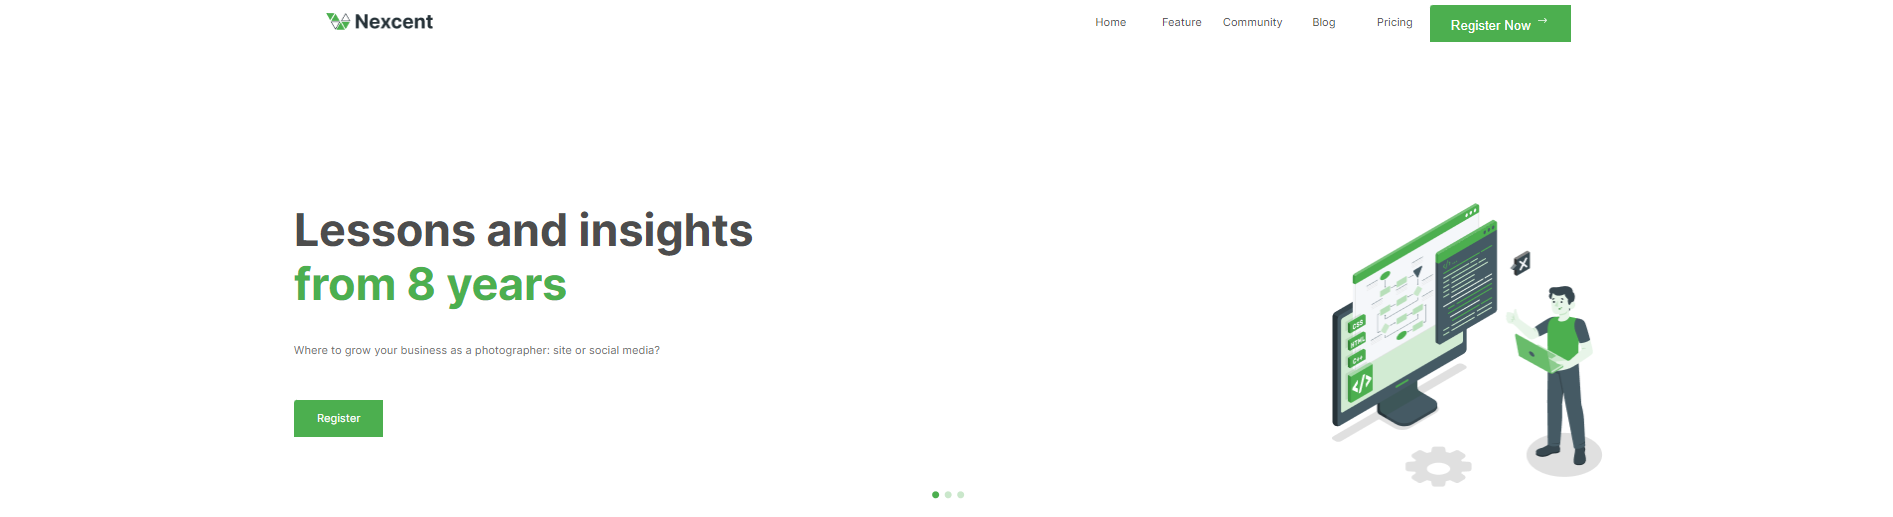 Nexcent
Home Feature Community Blog Pricing Register Now →
Lessons and insights
from 8 years
Where to grow your business as a photographer: site or social media?
Register
CSS
HTML
C++
</>
X